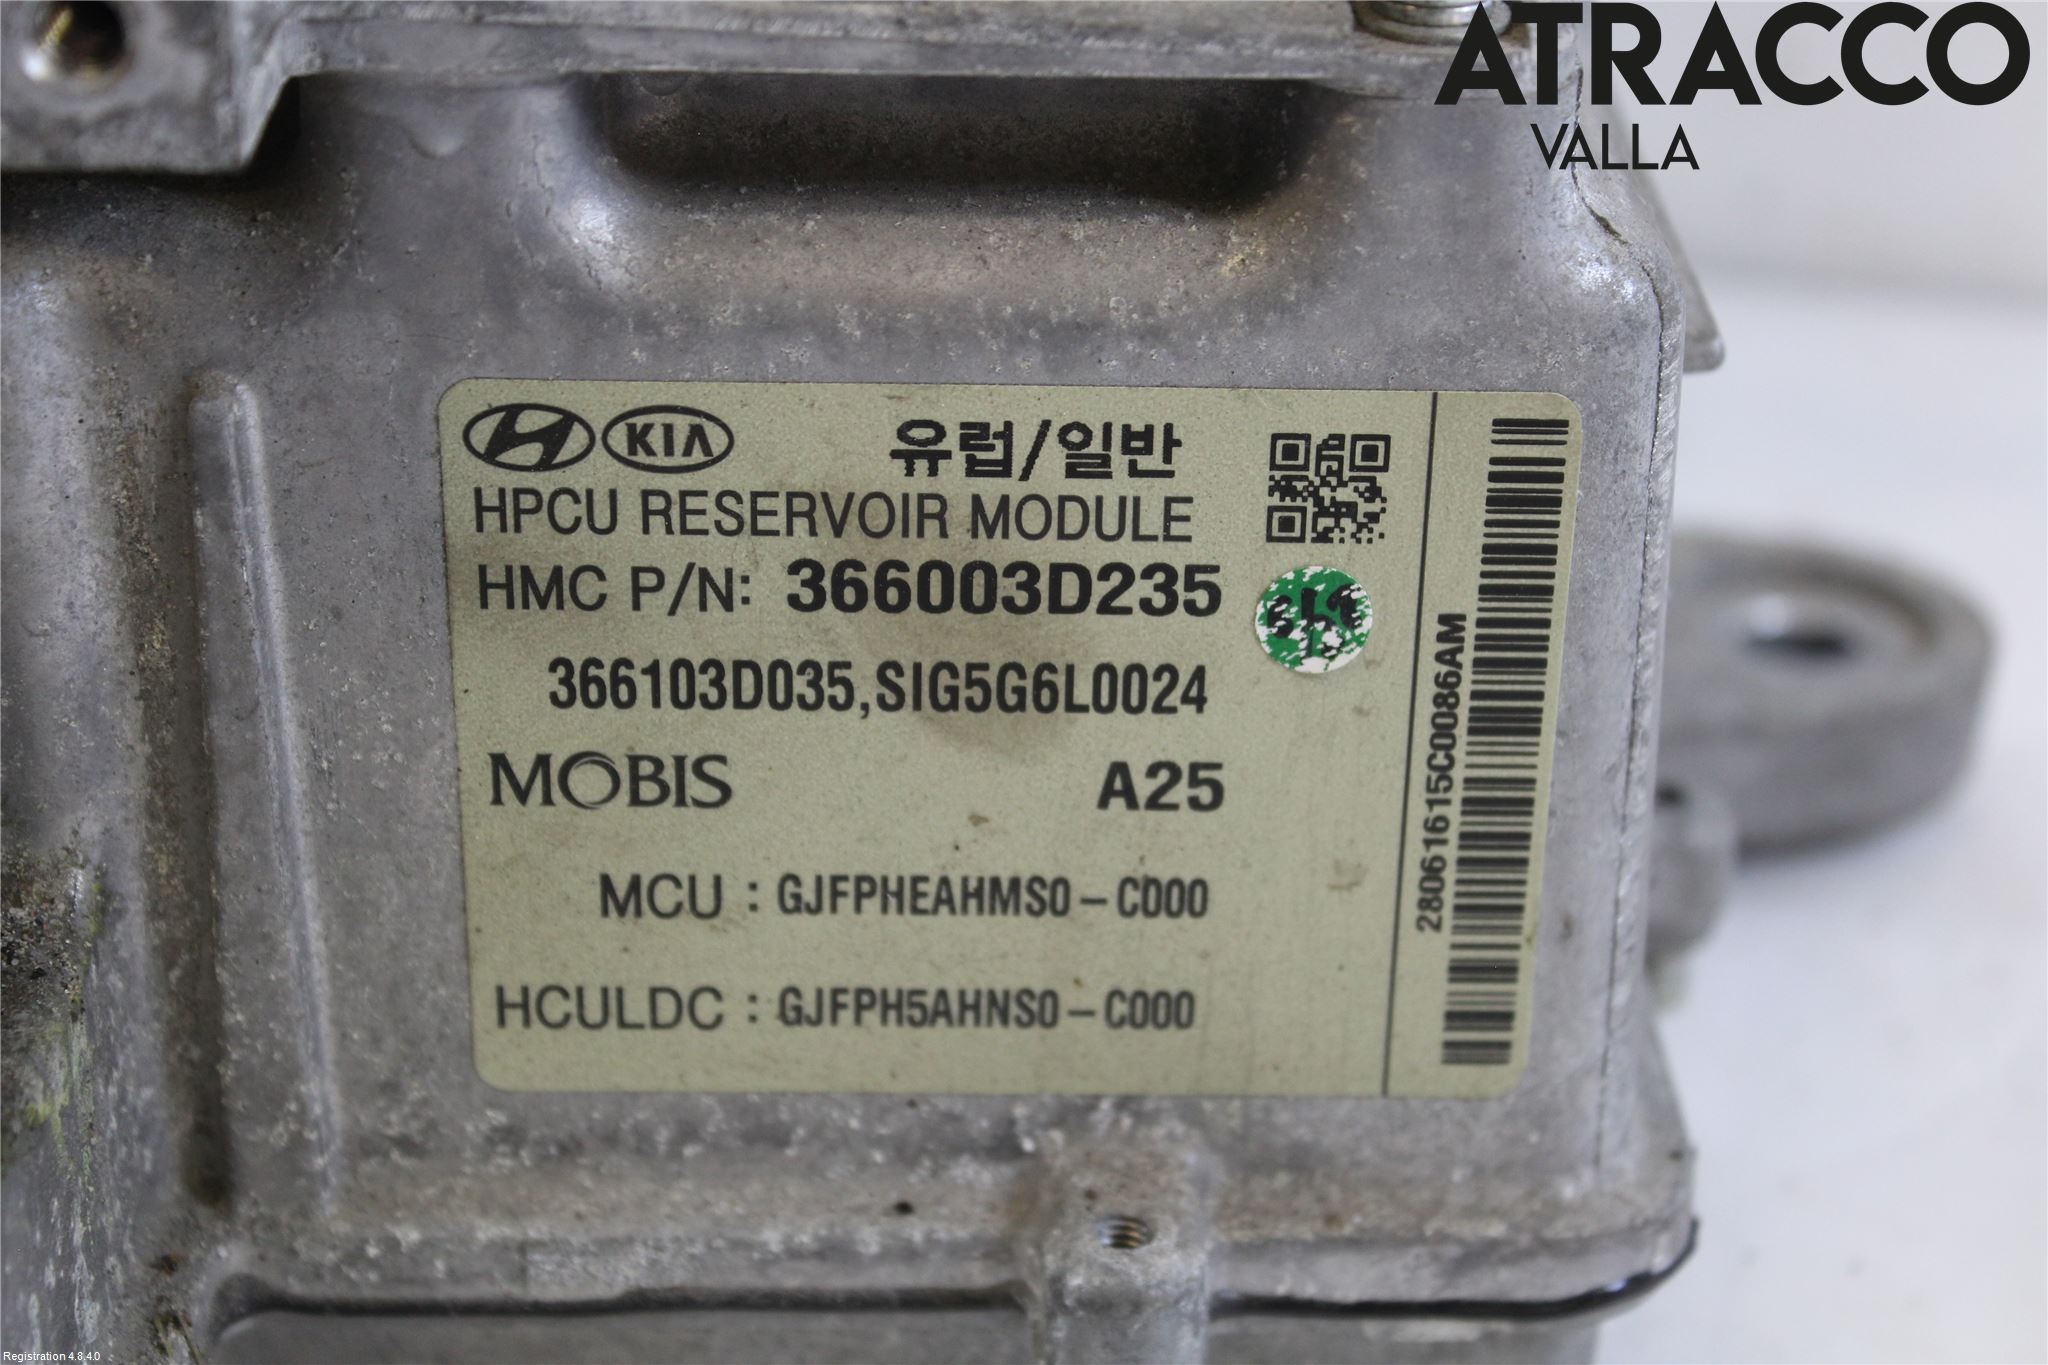 ATRACCO
VALLA
KIA 유럽/일반
HPCU RESERVOIR MODULE
HMC P/N: 366003D235
366103D035,SIG5G6L0024
MOBIS A25
MCU : GJFPHEAHMS0-C000
HCULDC : GJFPH5AHNS0-C000
28061615C0086AM
Registration 4.8.4.0